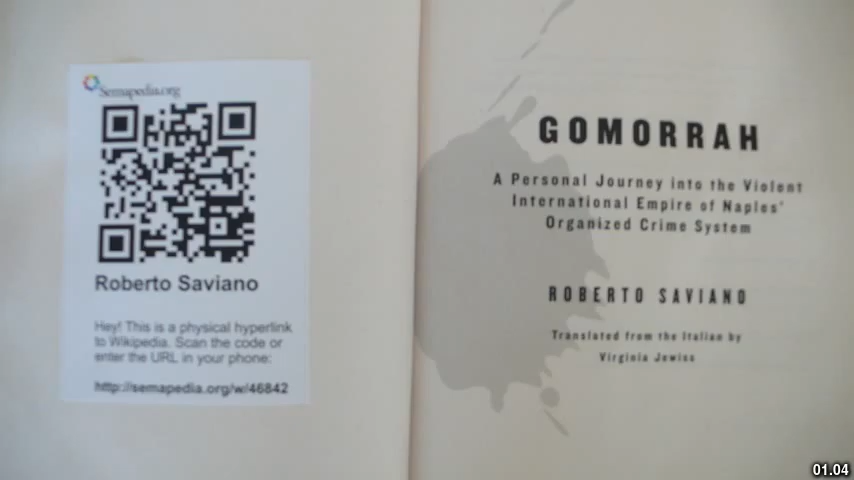 Semapedia.org
Roberto Saviano
Hey! This is a physical hyperlink
to Wikipedia. Scan the code or
enter the URL in your phone:
http://semapedia.org/w/46842
GOMORRAH
A Personal Journey into the Violent
International Empire of Naples'
Organized Crime System
ROBERTO SAVIANO
Translated from the Italian by
Virginia Jewiss
01.04